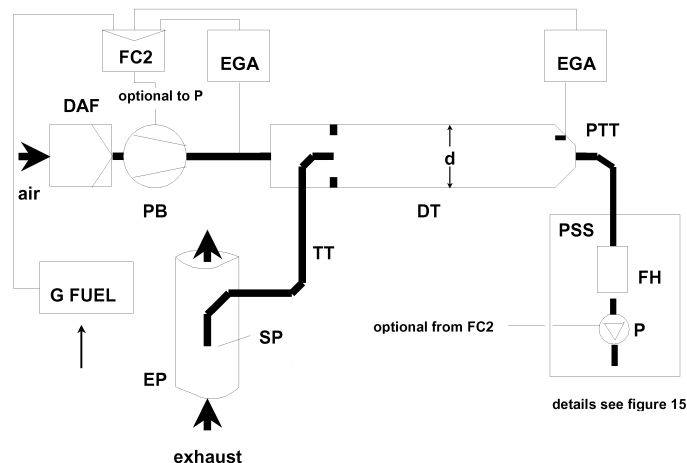 FC2
EGA
EGA
optional to P
DAF
PTT
d
air
PB
DT
PSS
TT
FH
G FUEL
optional from FC2
P
SP
EP
details see figure 15
exhaust